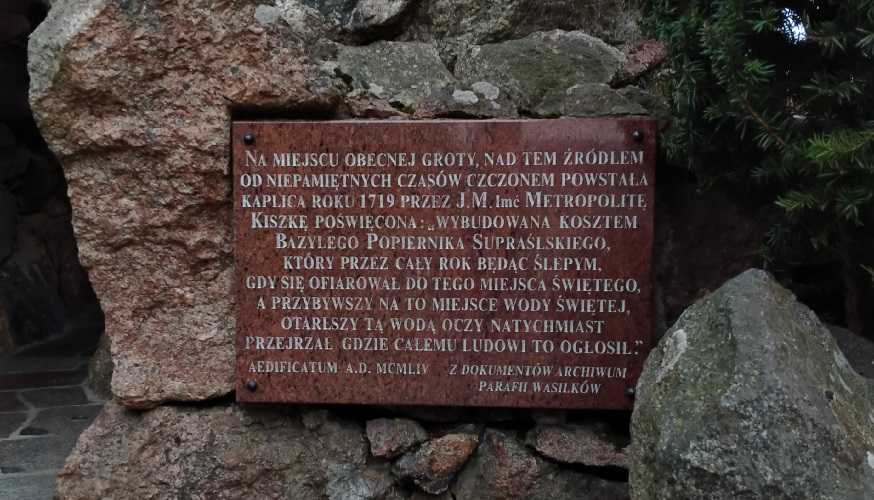 NA MIEJSCU OBECNEJ GROTY, NAD TEM ŹRÓDLEM
OD NIEPAMIĘTNYCH CZASÓW CZCZONEM POWSTAŁA
KAPLICA ROKU 1719 PRZEZ J.M. Imć METROPOLITĘ
KISZKĘ POŚWIĘCONA: „WYBUDOWANA KOSZTEM
BAZYLEGO POPIERNIKA SUPRAŚLSKIEGO,
KTÓRY PRZEZ CAŁY ROK BĘDĄC ŚLEPYM,
GDY SIĘ OFIAROWAŁ DO TEGO MIEJSCA ŚWIĘTEGO,
A PRZYBYWSZY NA TO MIEJSCE WODY ŚWIĘTEJ,
OTARŁSZY TĄ WODĄ OCZY NATYCHMIAST
PRZEJRZAŁ, GDZIE CAŁEMU LUDOWI TO OGŁOSIŁ.”
AEDIFICATUM A.D. MCMLIV Z DOKUMENTÓW ARCHIWUM
PARAFII WASILKÓW